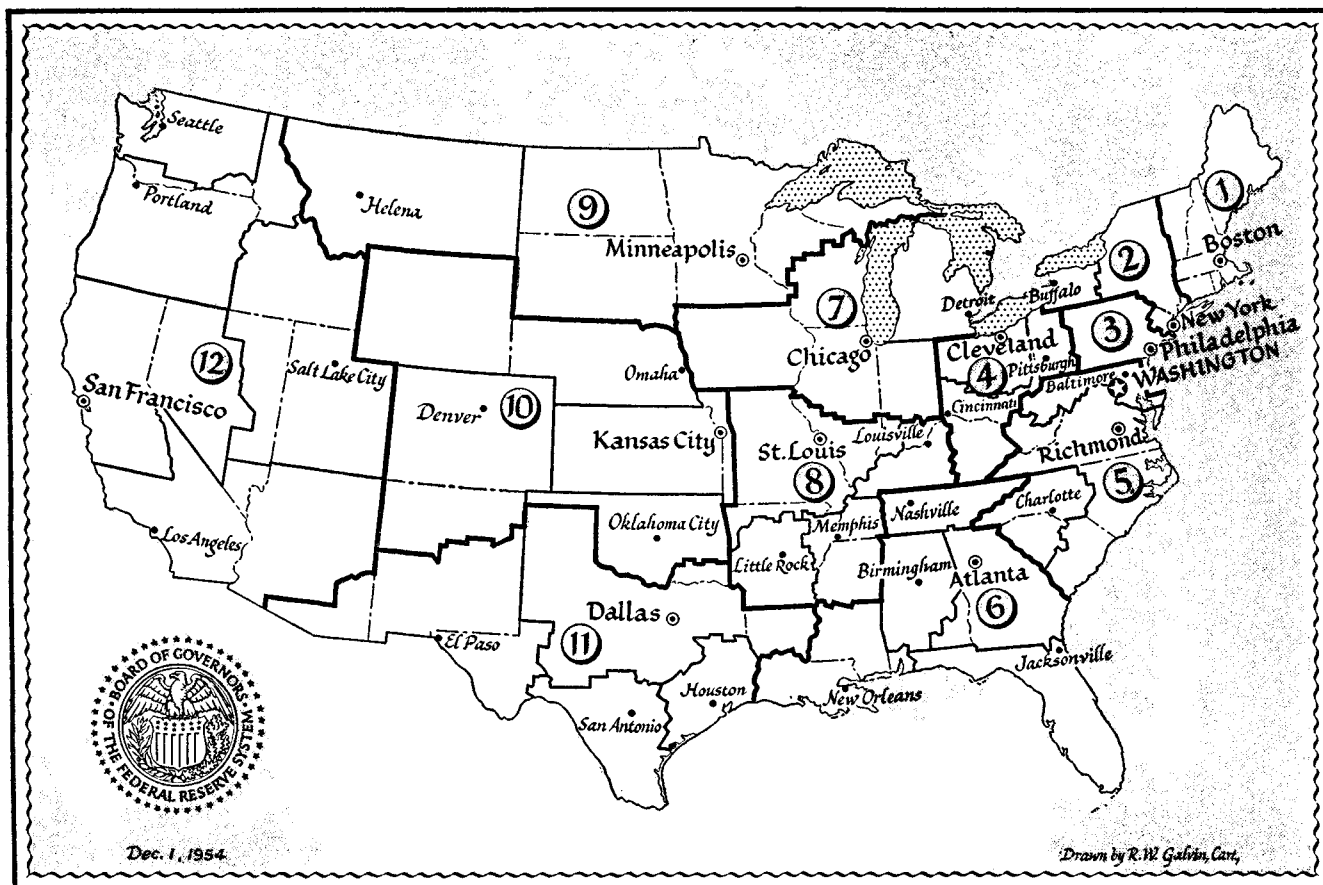 Seattle
Portland
Helena
9
Minneapolis
1
Boston
2
Detroit
Buffalo
7
Chicago
3
New York
Philadelphia
WASHINGTON
Cleveland
Pittsburgh
4
Baltimore
Cincinnati
12
San Francisco
Salt Lake City
Omaha
Denver
10
Kansas City
St. Louis
Louisville
8
Richmond
5
Los Angeles
Oklahoma City
Memphis
Nashville
Charlotte
Little Rock
Birmingham
Atlanta
6
Dallas
11
El Paso
Houston
San Antonio
New Orleans
Jacksonville
BOARD OF GOVERNORS
OF THE FEDERAL RESERVE SYSTEM
Dec. 1, 1954
Drawn by R.W. Galvin, Cart,